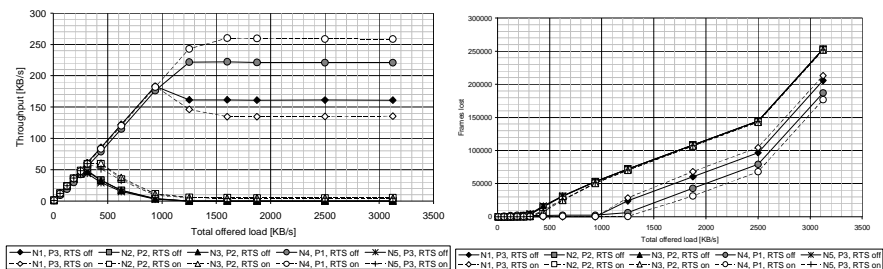 300
250
200
150
100
50
0
Throughput [KB/s]
0 500 1000 1500 2000 2500 3000 3500
Total offered load [KB/s]
N1, P3, RTS off N2, P2, RTS off N3, P2, RTS off N4, P1, RTS off N5, P3, RTS off
N1, P3, RTS on N2, P2, RTS on N3, P2, RTS on N4, P1, RTS on N5, P3, RTS on
300000
250000
200000
150000
100000
50000
0
Frames lost
0 500 1000 1500 2000 2500 3000 3500
Total offered load [KB/s]
N1, P3, RTS off N2, P2, RTS off N3, P2, RTS off N4, P1, RTS off N5, P3, RTS off
N1, P3, RTS on N2, P2, RTS on N3, P2, RTS on N4, P1, RTS on N5, P3, RTS on